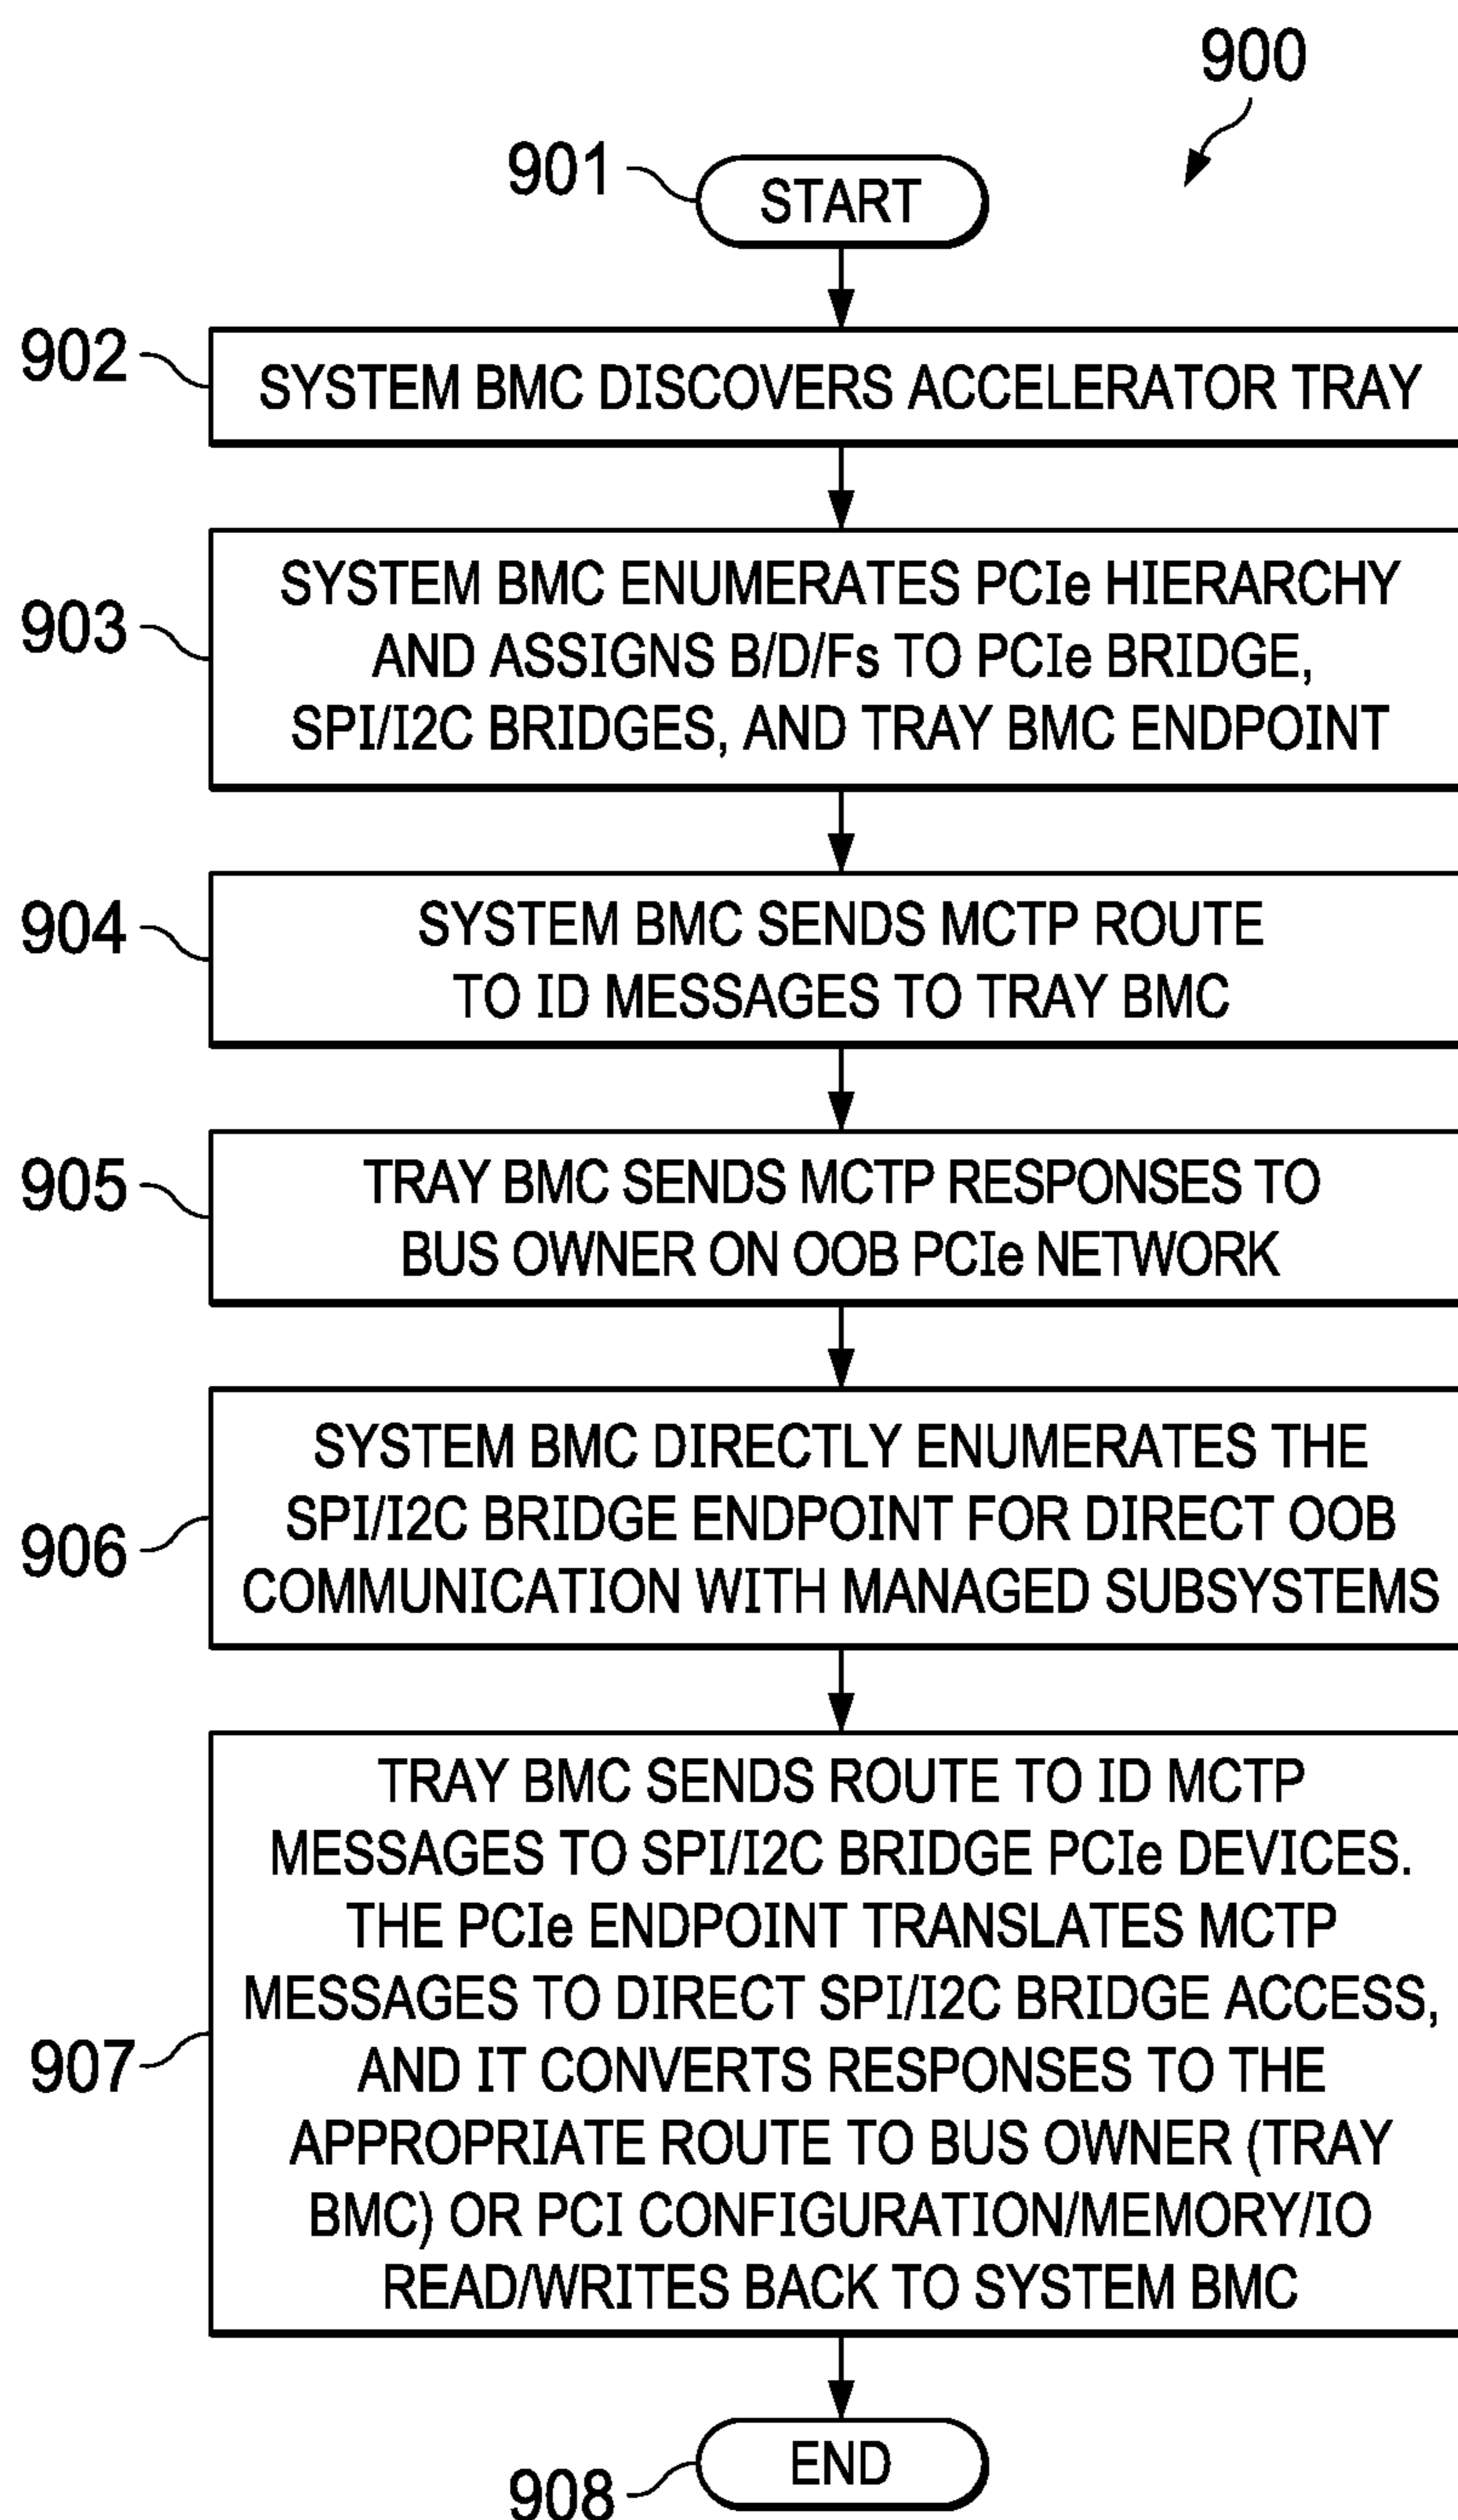 900
901
START
902
SYSTEM BMC DISCOVERS ACCELERATOR TRAY
903
SYSTEM BMC ENUMERATES PCIe HIERARCHY
AND ASSIGNS B/D/Fs TO PCIe BRIDGE,
SPI/I2C BRIDGES, AND TRAY BMC ENDPOINT
904
SYSTEM BMC SENDS MCTP ROUTE
TO ID MESSAGES TO TRAY BMC
905
TRAY BMC SENDS MCTP RESPONSES TO
BUS OWNER ON OOB PCIe NETWORK
906
SYSTEM BMC DIRECTLY ENUMERATES THE
SPI/I2C BRIDGE ENDPOINT FOR DIRECT OOB
COMMUNICATION WITH MANAGED SUBSYSTEMS
907
TRAY BMC SENDS ROUTE TO ID MCTP
MESSAGES TO SPI/I2C BRIDGE PCIe DEVICES.
THE PCIe ENDPOINT TRANSLATES MCTP
MESSAGES TO DIRECT SPI/I2C BRIDGE ACCESS,
AND IT CONVERTS RESPONSES TO THE
APPROPRIATE ROUTE TO BUS OWNER (TRAY
BMC) OR PCI CONFIGURATION/MEMORY/IO
READ/WRITES BACK TO SYSTEM BMC
908
END